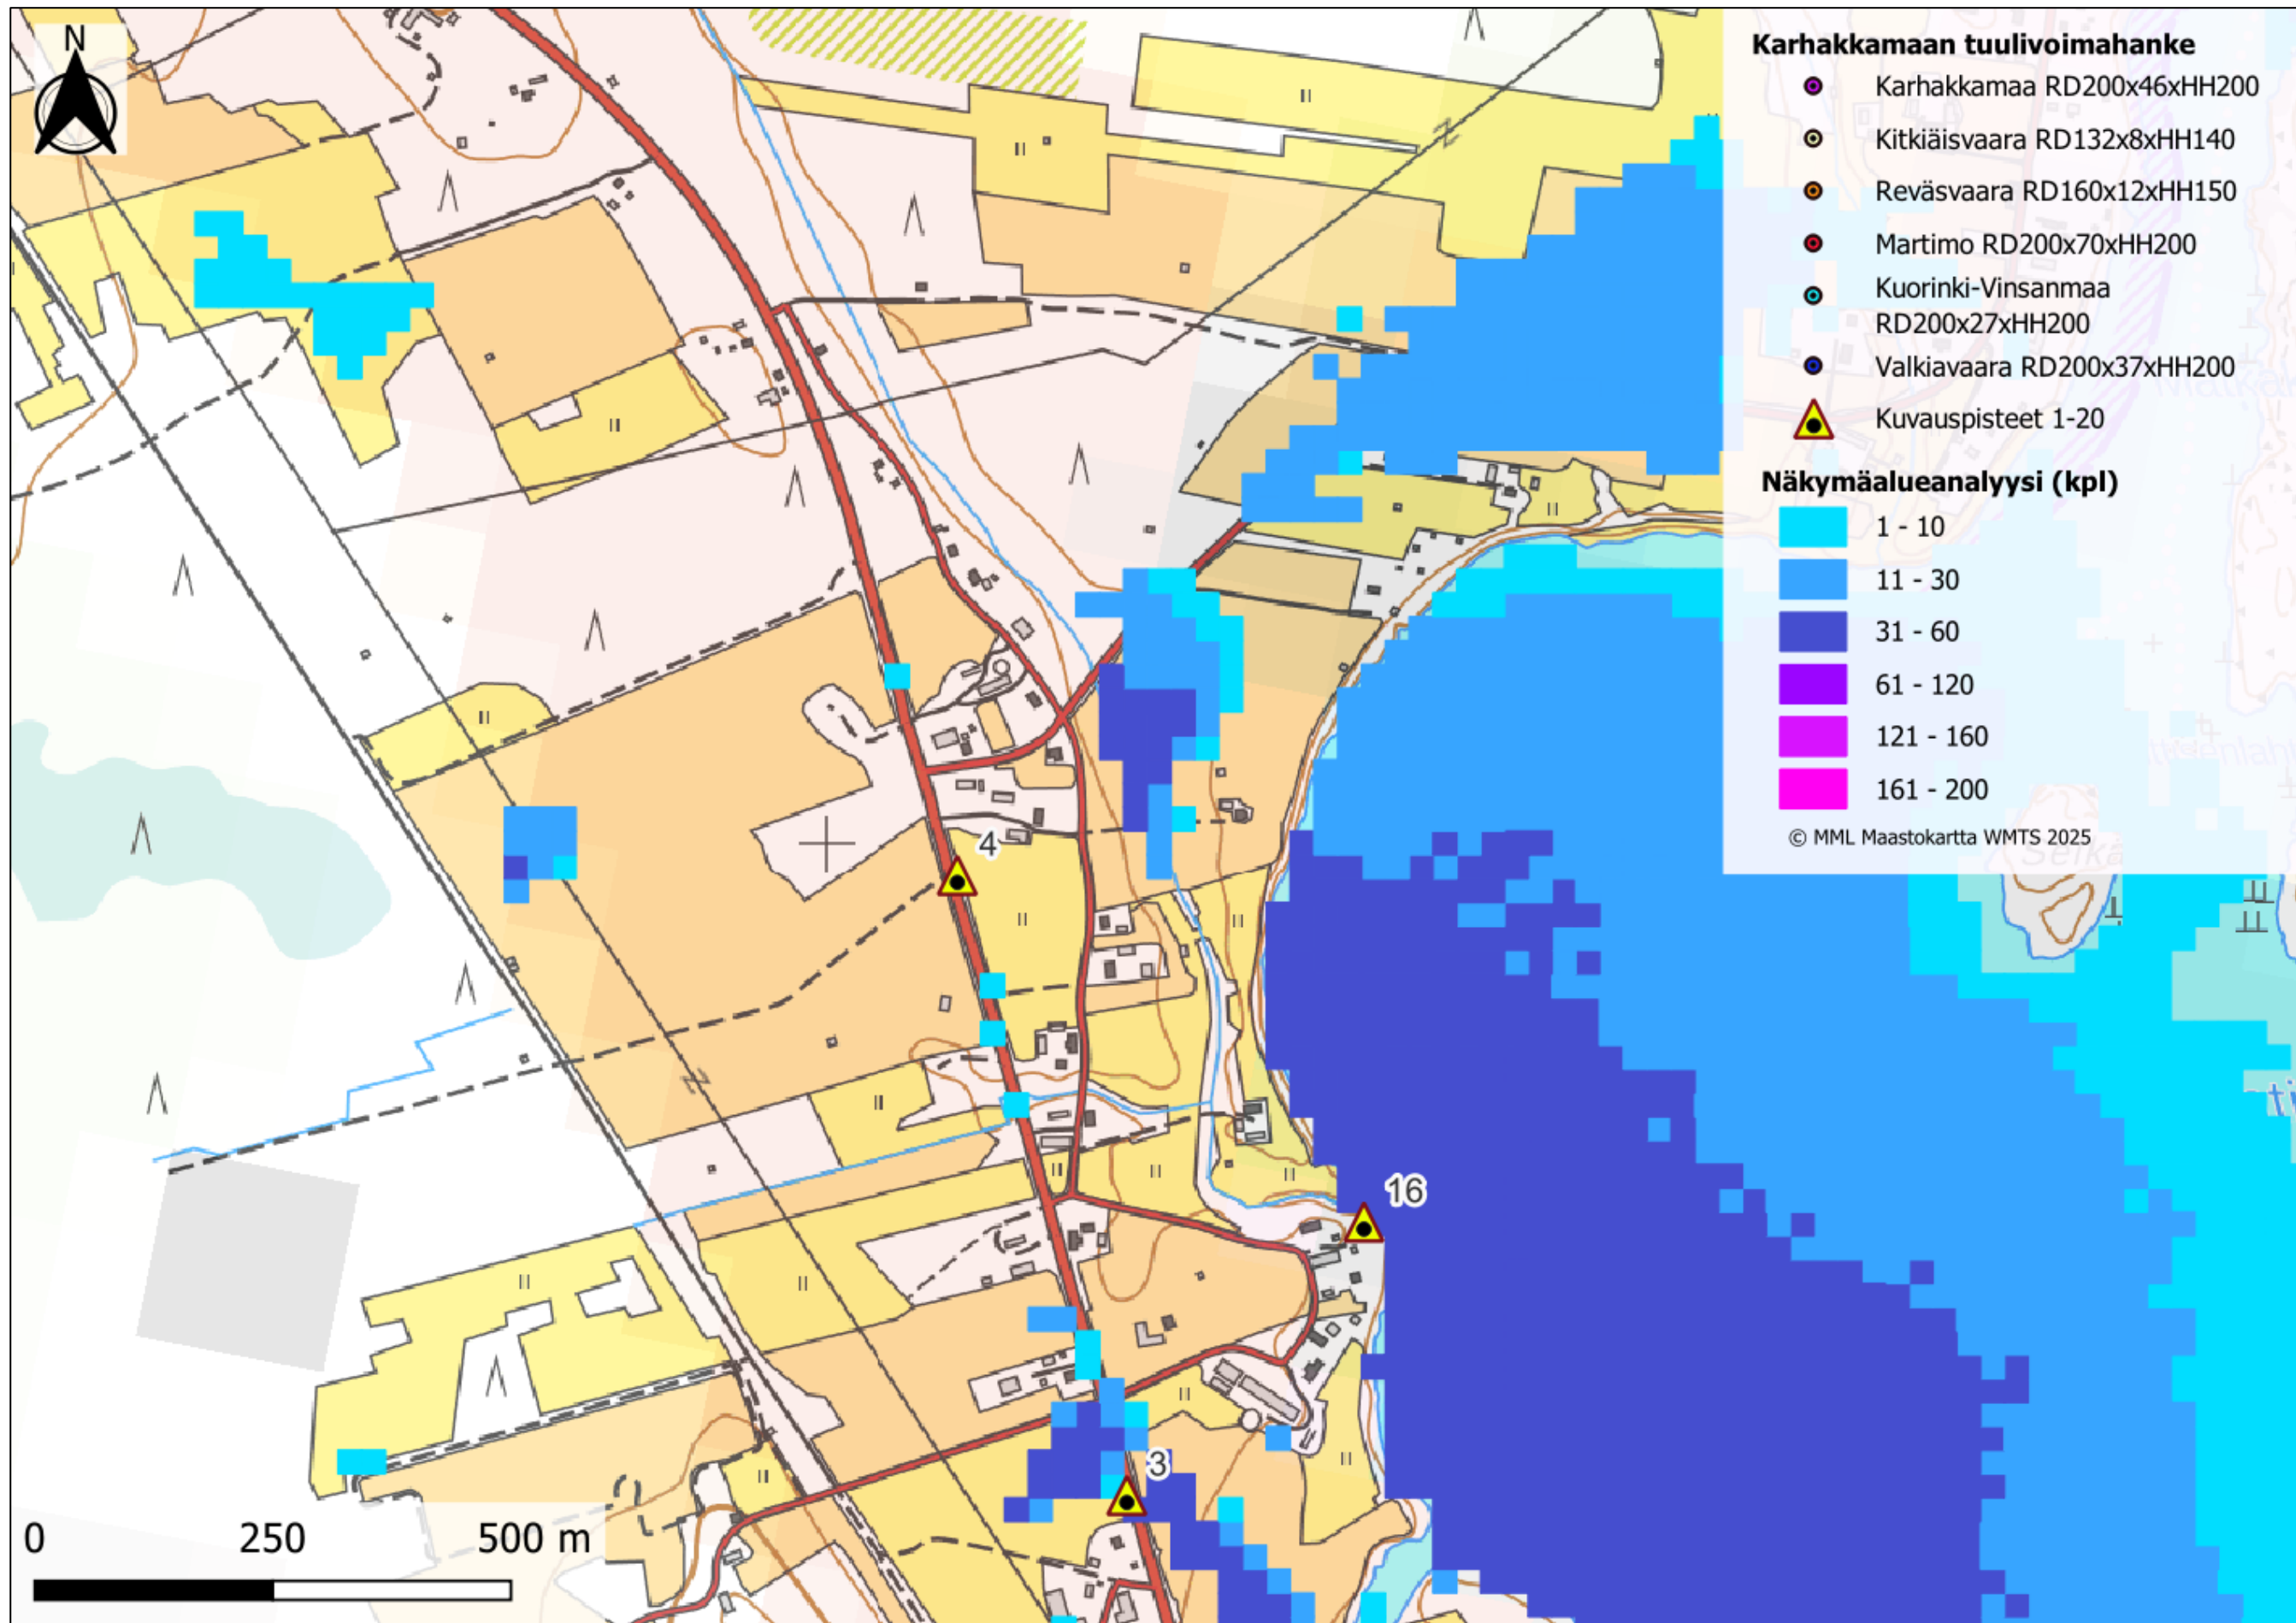 N
Karhakkamaan tuulivoimahanke
Karhakkamaa RD200x46xHH200
Kitkiäisvaara RD132x8xHH140
Reväsvaara RD160x12xHH150
Martimo RD200x70xHH200
Kuorinki-Vinsanmaa
RD200x27xHH200
Valkiavaara RD200x37xHH200
Kuvauspisteet 1-20
Näkymäalueanalyysi (kpl)
1 - 10
11 - 30
31 - 60
61 - 120
121 - 160
161 - 200
© MML Maastokartta WMTS 2025
4
16
3
0 250 500 m